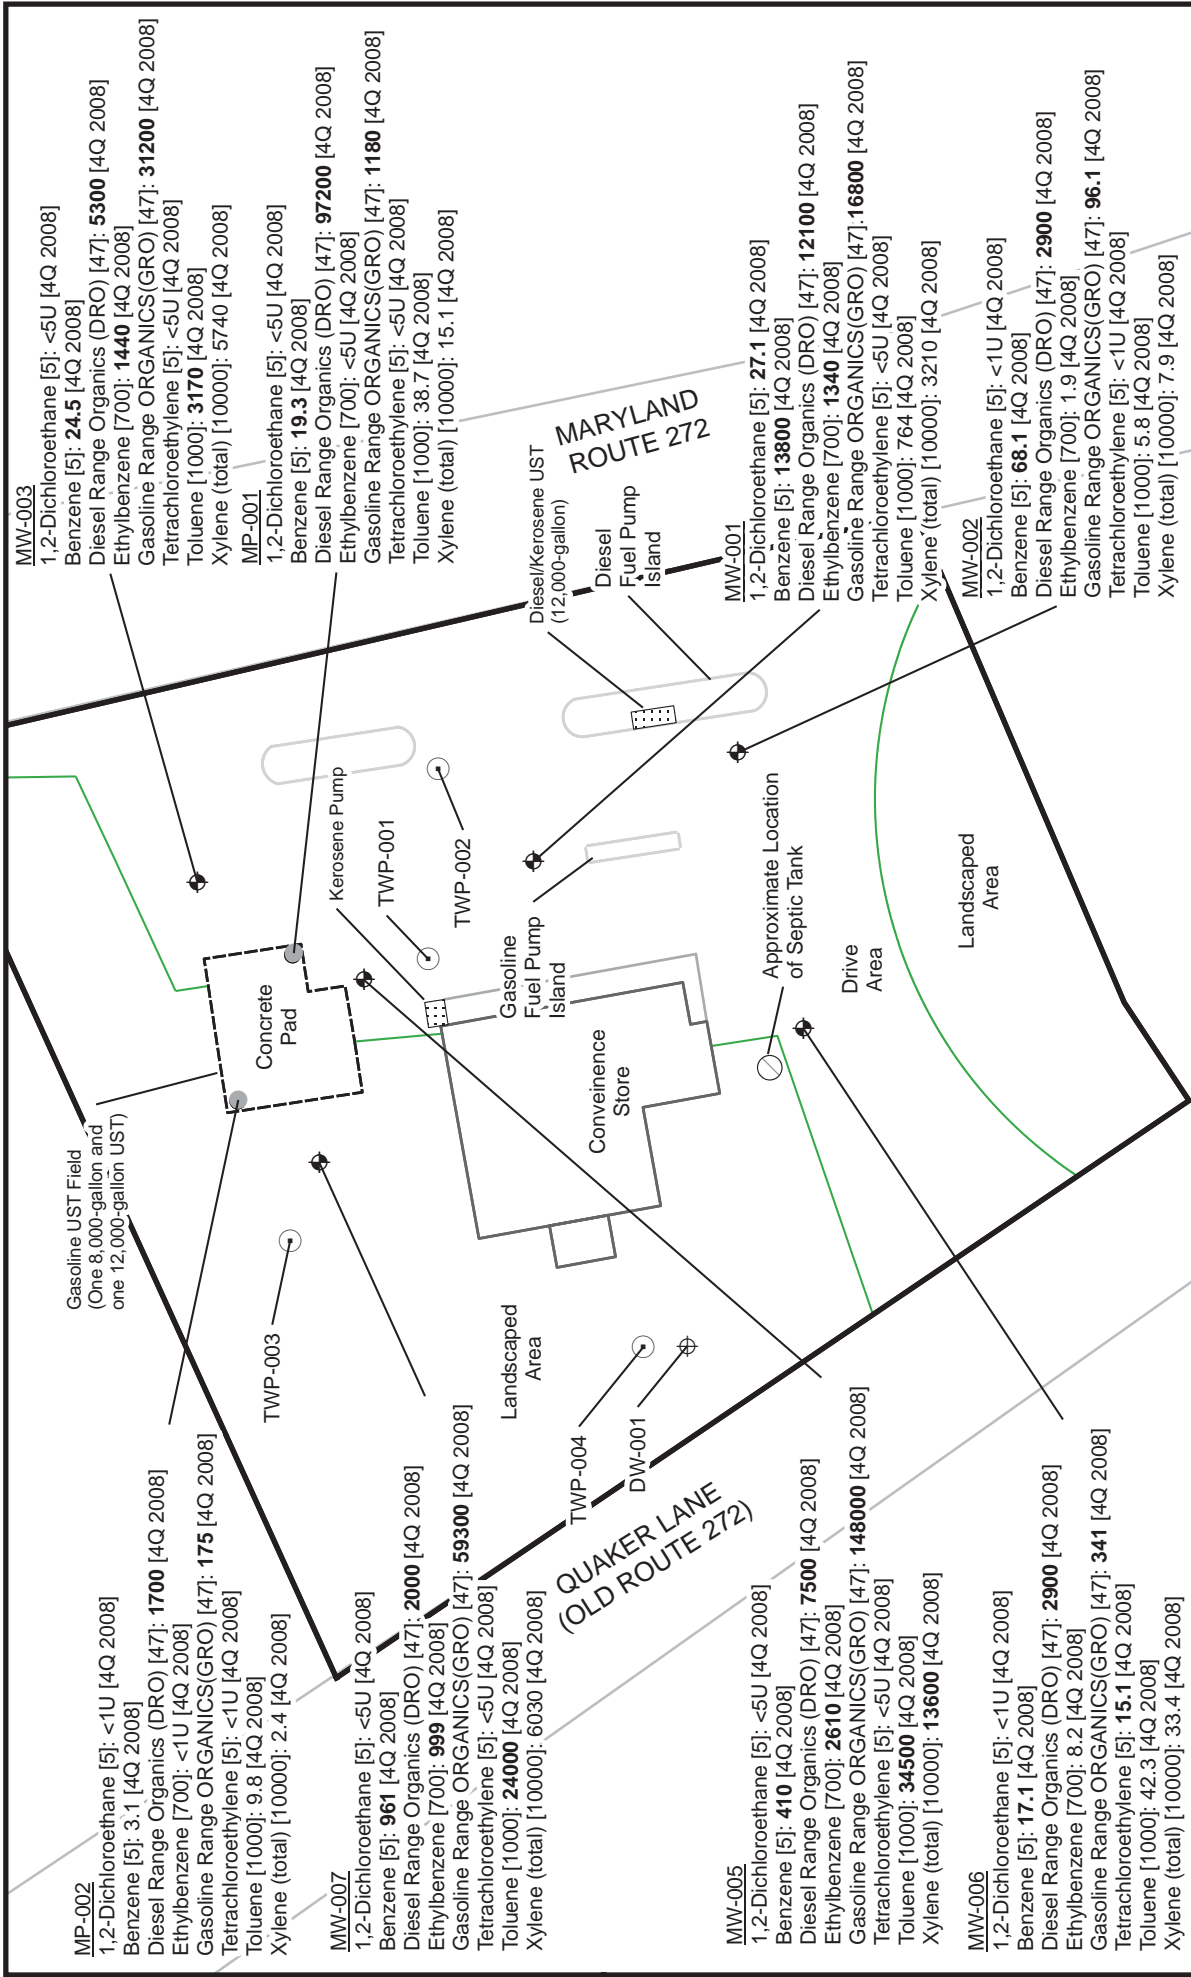 MP-002
1,2-Dichloroethane [5]: <1U [4Q 2008]
Benzene [5]: 3.1 [4Q 2008]
Diesel Range Organics (DRO) [47]: 1700 [4Q 2008]
Ethylbenzene [700]: <1U [4Q 2008]
Gasoline Range ORGANICS(GRO) [47]: 175 [4Q 2008]
Tetrachloroethylene [5]: <1U [4Q 2008]
Toluene [1000]: 9.8 [4Q 2008]
Xylene (total) [10000]: 2.4 [4Q 2008]
MW-007
1,2-Dichloroethane [5]: <5U [4Q 2008]
Benzene [5]: 961 [4Q 2008]
Diesel Range Organics (DRO) [47]: 2000 [4Q 2008]
Ethylbenzene [700]: 999 [4Q 2008]
Gasoline Range ORGANICS(GRO) [47]: 59300 [4Q 2008]
Tetrachloroethylene [5]: <5U [4Q 2008]
Toluene [1000]: 24000 [4Q 2008]
Xylene (total) [10000]: 6030 [4Q 2008]
MW-005
1,2-Dichloroethane [5]: <5U [4Q 2008]
Benzene [5]: 410 [4Q 2008]
Diesel Range Organics (DRO) [47]: 7500 [4Q 2008]
Ethylbenzene [700]: 2610 [4Q 2008]
Gasoline Range ORGANICS(GRO) [47]: 148000 [4Q 2008]
Tetrachloroethylene [5]: <5U [4Q 2008]
Toluene [1000]: 34500 [4Q 2008]
Xylene (total) [10000]: 13600 [4Q 2008]
MW-006
1,2-Dichloroethane [5]: <1U [4Q 2008]
Benzene [5]: 17.1 [4Q 2008]
Diesel Range Organics (DRO) [47]: 2900 [4Q 2008]
Ethylbenzene [700]: 8.2 [4Q 2008]
Gasoline Range ORGANICS(GRO) [47]: 341 [4Q 2008]
Tetrachloroethylene [5]: 15.1 [4Q 2008]
Toluene [1000]: 42.3 [4Q 2008]
Xylene (total) [10000]: 33.4 [4Q 2008]
Gasoline UST Field
(One 8,000-gallon and
one 12,000-gallon UST)
TWP-003
Landscaped
Area
TWP-004
DW-001
QUAKER LANE
(OLD ROUTE 272)
Concrete
Pad
Kerosene Pump
TWP-001
TWP-002
Gasoline
Fuel Pump
Island
Conveinence
Store
Approximate Location
of Septic Tank
Drive
Area
Landscaped
Area
MARYLAND
ROUTE 272
Diesel/Kerosene UST
(12,000-gallon)
Diesel
Fuel Pump
Island
MW-003
1,2-Dichloroethane [5]: <5U [4Q 2008]
Benzene [5]: 24.5 [4Q 2008]
Diesel Range Organics (DRO) [47]: 5300 [4Q 2008]
Ethylbenzene [700]: 1440 [4Q 2008]
Gasoline Range ORGANICS(GRO) [47]: 31200 [4Q 2008]
Tetrachloroethylene [5]: <5U [4Q 2008]
Toluene [1000]: 3170 [4Q 2008]
Xylene (total) [10000]: 5740 [4Q 2008]
MP-001
1,2-Dichloroethane [5]: <5U [4Q 2008]
Benzene [5]: 19.3 [4Q 2008]
Diesel Range Organics (DRO) [47]: 97200 [4Q 2008]
Ethylbenzene [700]: <5U [4Q 2008]
Gasoline Range ORGANICS(GRO) [47]: 1180 [4Q 2008]
Tetrachloroethylene [5]: <5U [4Q 2008]
Toluene [1000]: 38.7 [4Q 2008]
Xylene (total) [10000]: 15.1 [4Q 2008]
MW-001
1,2-Dichloroethane [5]: 27.1 [4Q 2008]
Benzene [5]: 13800 [4Q 2008]
Diesel Range Organics (DRO) [47]: 12100 [4Q 2008]
Ethylbenzene [700]: 1340 [4Q 2008]
Gasoline Range ORGANICS(GRO) [47]:16800 [4Q 2008]
Tetrachloroethylene [5]: <5U [4Q 2008]
Toluene [1000]: 764 [4Q 2008]
Xylene (total) [10000]: 3210 [4Q 2008]
MW-002
1,2-Dichloroethane [5]: <1U [4Q 2008]
Benzene [5]: 68.1 [4Q 2008]
Diesel Range Organics (DRO) [47]: 2900 [4Q 2008]
Ethylbenzene [700]: 1.9 [4Q 2008]
Gasoline Range ORGANICS(GRO) [47]: 96.1 [4Q 2008]
Tetrachloroethylene [5]: <1U [4Q 2008]
Toluene [1000]: 5.8 [4Q 2008]
Xylene (total) [10000]: 7.9 [4Q 2008]